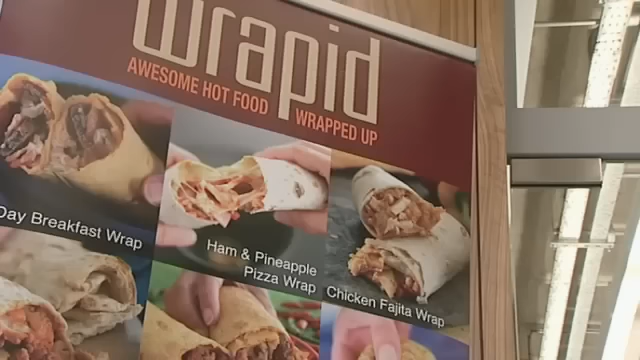 wrapid
AWESOME HOT FOOD WRAPPED UP
Day Breakfast Wrap
Ham & Pineapple
Pizza Wrap
Chicken Fajita Wrap